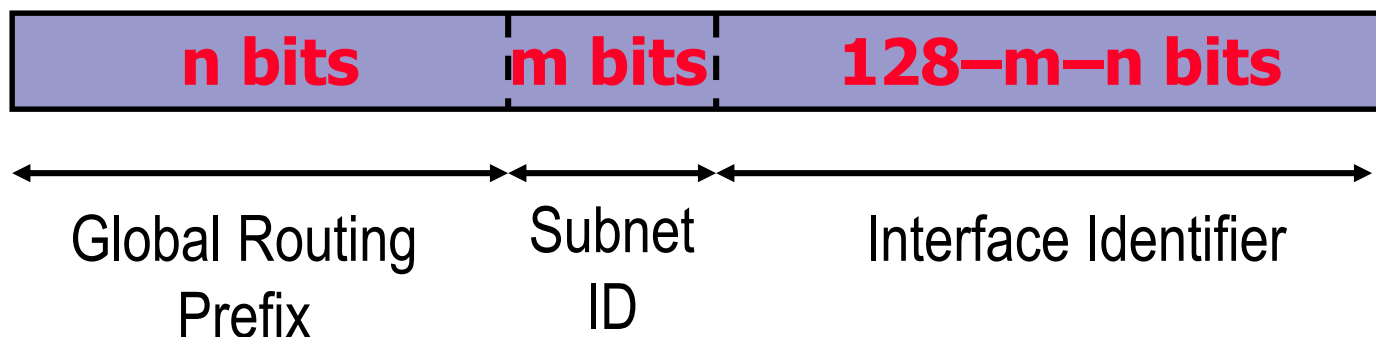 n bits m bits 128–m–n bits
Global Routing Prefix
Subnet ID
Interface Identifier